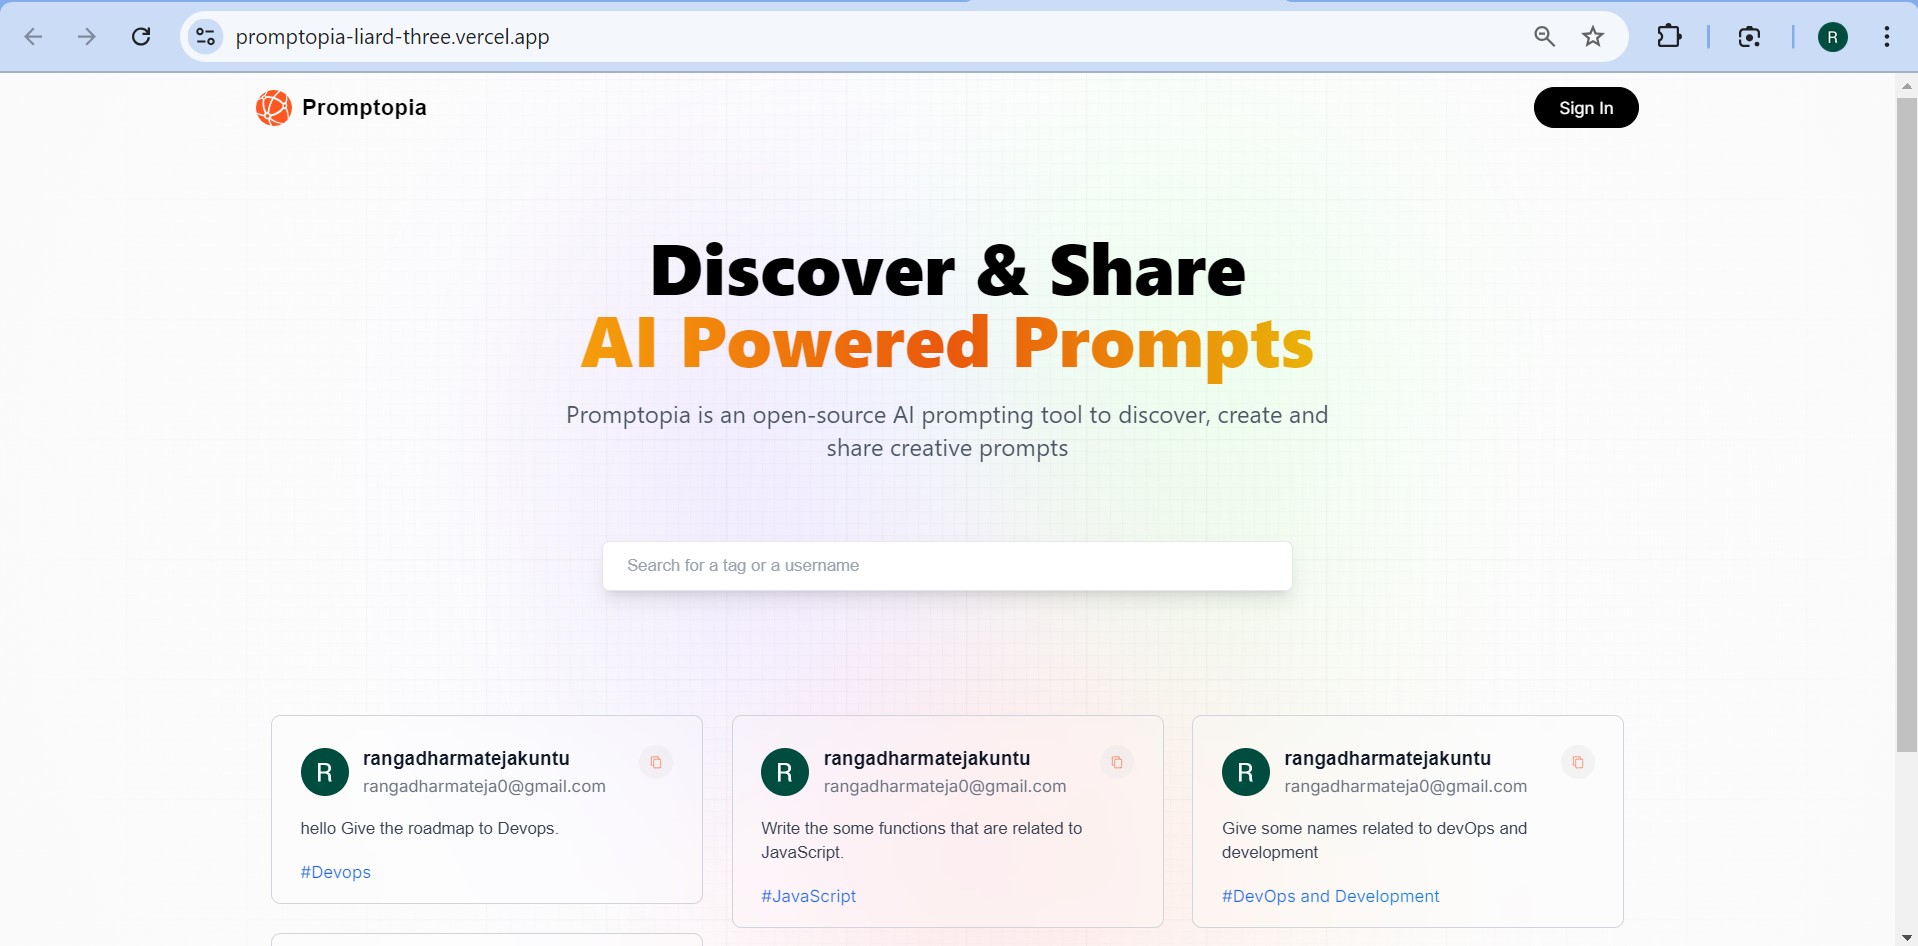 promptopia-liard-three.vercel.app
R
Promptopia
Sign In
Discover & Share
AI Powered Prompts
Promptopia is an open-source AI prompting tool to discover, create and
share creative prompts
Search for a tag or a username
R
rangadharmatejakuntu
rangadharmateja0@gmail.com
hello Give the roadmap to Devops.
#Devops
R
rangadharmatejakuntu
rangadharmateja0@gmail.com
Write the some functions that are related to
JavaScript.
#JavaScript
R
rangadharmatejakuntu
rangadharmateja0@gmail.com
Give some names related to devOps and
development
#DevOps and Development